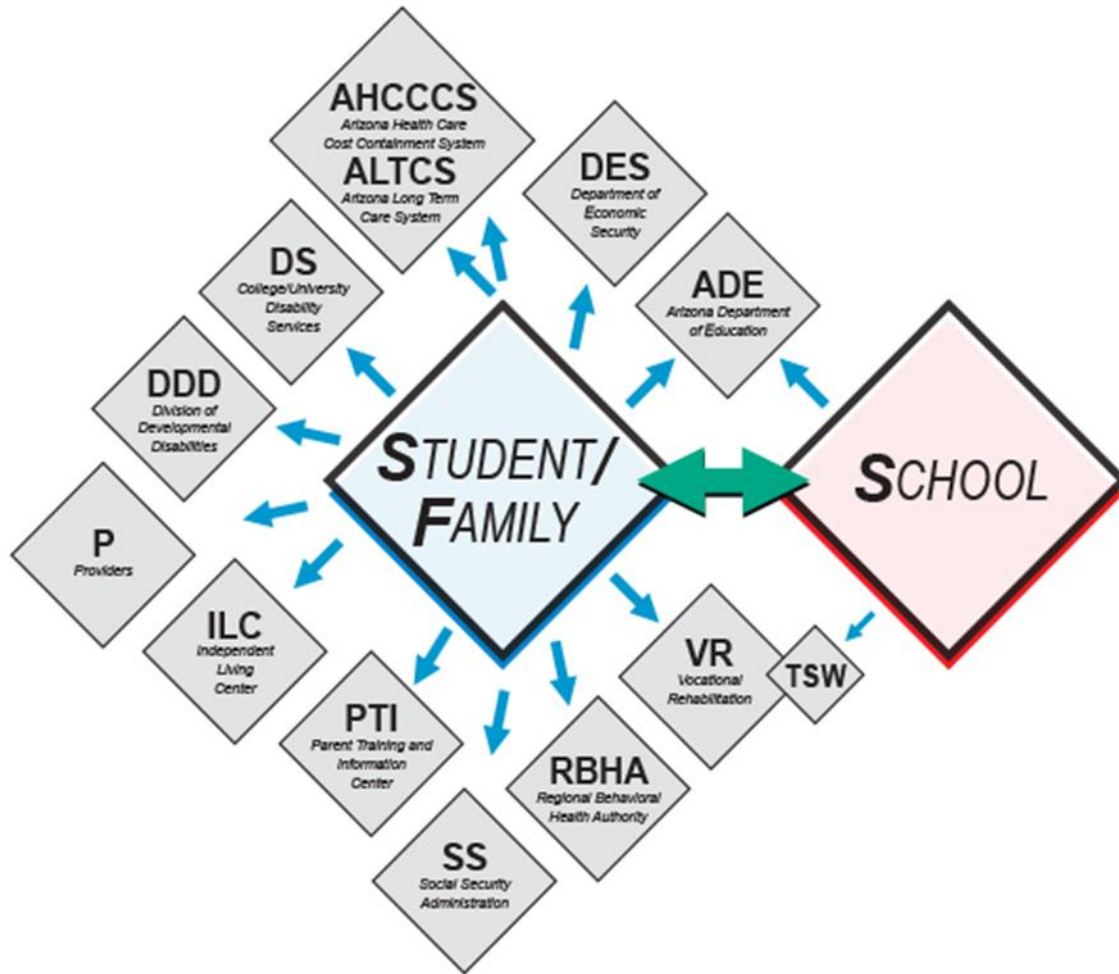 AHCCCS
Arizona Health Care
Cost Containment System
ALTCS
Arizona Long Term
Care System
DES
Department of
Economic
Security
DS
College/University
Disability
Services
ADE
Arizona Department
of Education
DDD
Division of
Developmental
Disabilities
STUDENT/
FAMILY
SCHOOL
P
Providers
ILC
Independent
Living
Center
VR
Vocational
Rehabilitation
TSW
PTI
Parent Training and
Information
Center
RBHA
Regional Behavioral
Health Authority
SS
Social Security
Administration